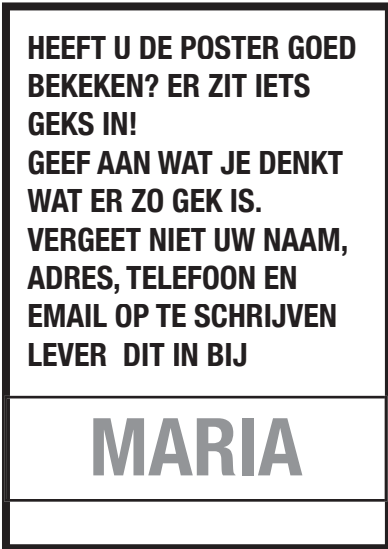 HEEFT U DE POSTER GOED
BEKEKEN? ER ZIT IETS
GEKS IN!
GEEF AAN WAT JE DENKT
WAT ER ZO GEK IS.
VERGEET NIET UW NAAM,
ADRES, TELEFOON EN
EMAIL OP TE SCHRIJVEN
LEVER DIT IN BIJ
MARIA